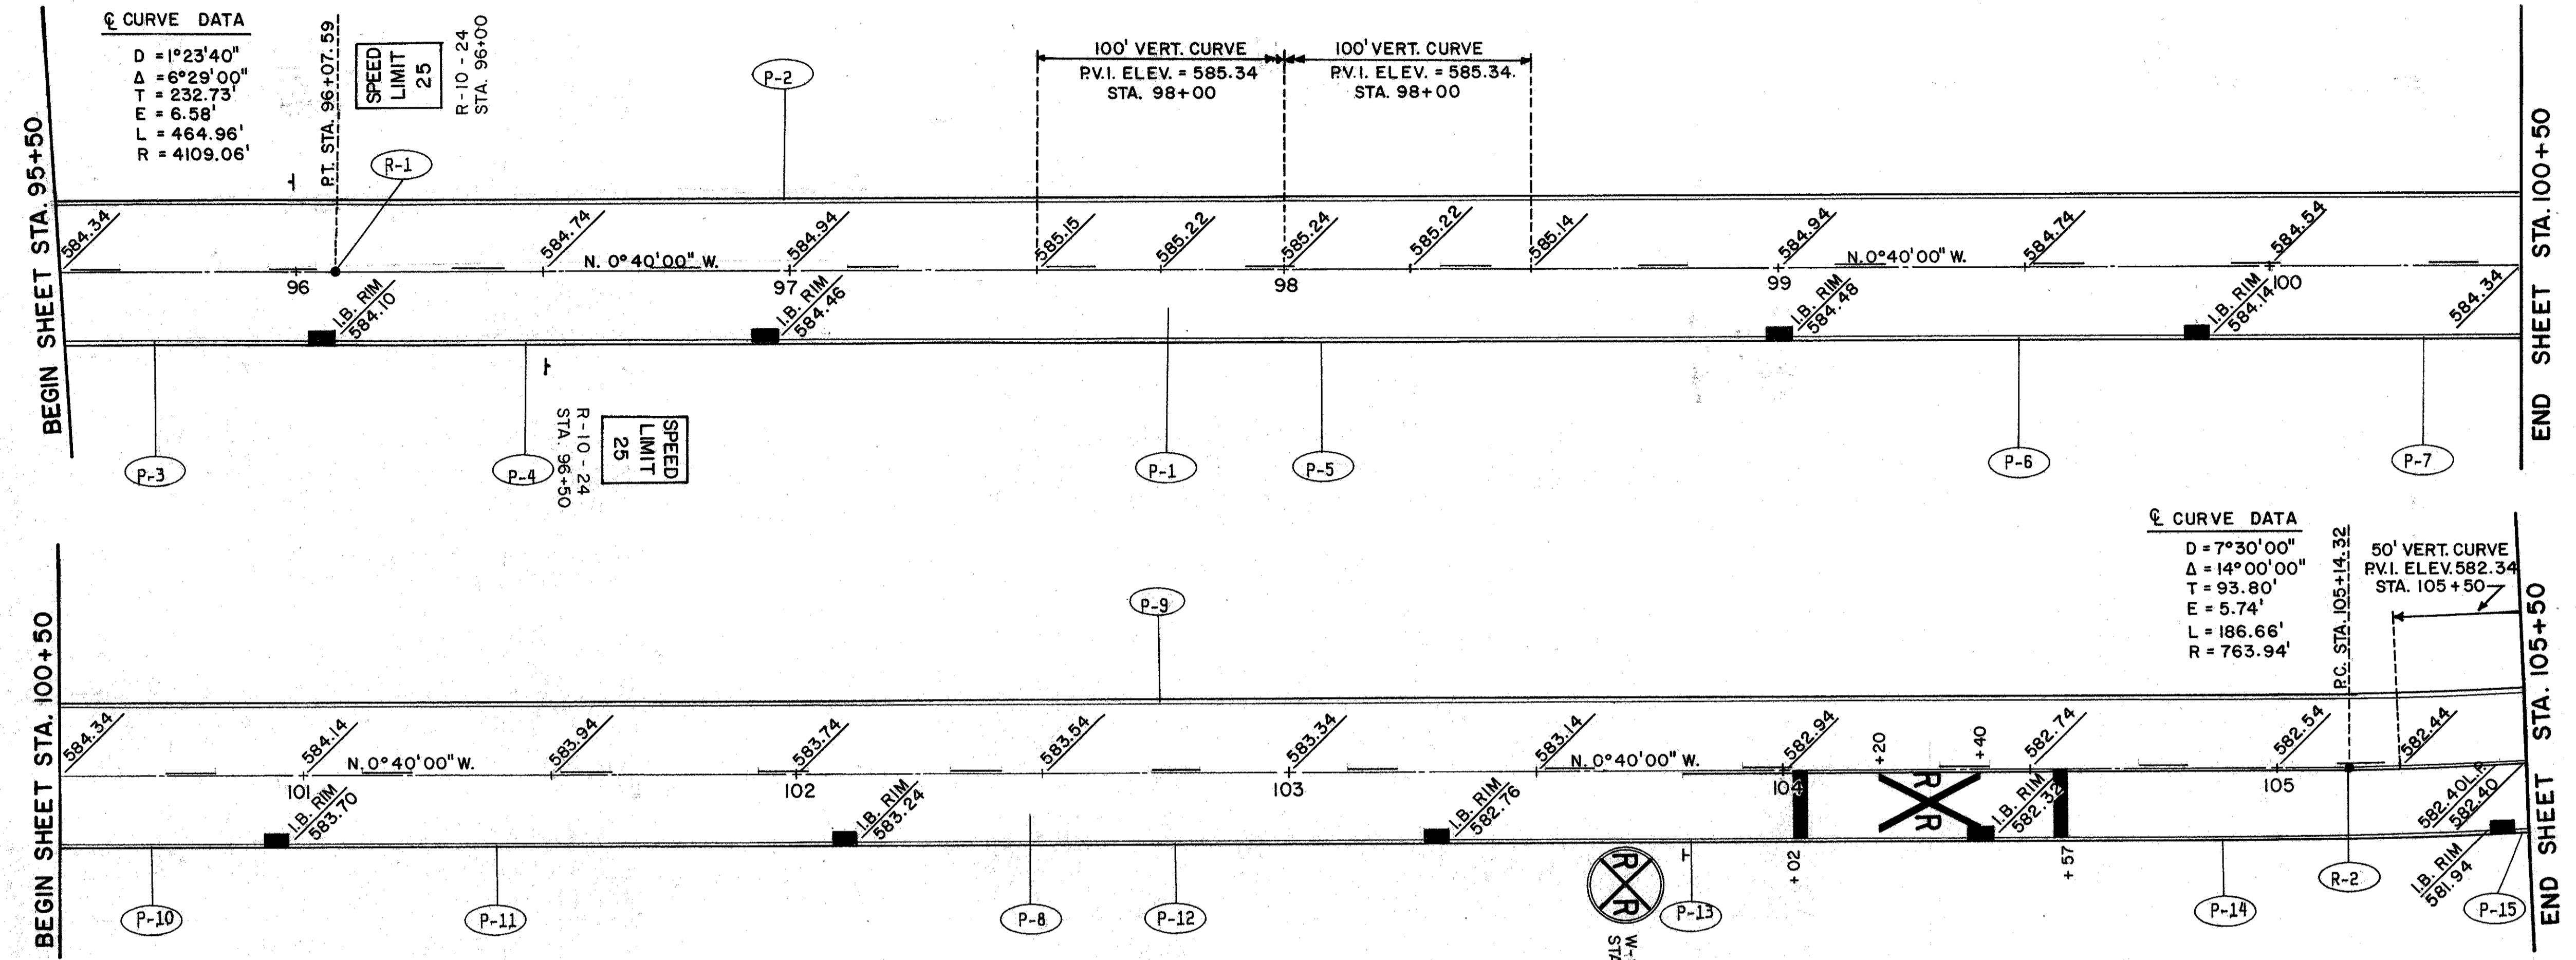 BEGIN SHEET STA. 95+50
℄ CURVE DATA
D = 1°23'40"
Δ = 6°29'00"
T = 232.73'
E = 6.58'
L = 464.96'
R = 4109.06'
P.T. STA. 96+07.59
SPEED
LIMIT
25
R-10-24
STA. 96+00
R-1
P-2
100' VERT. CURVE
P.V.I. ELEV. = 585.34
STA. 98+00
100' VERT. CURVE
P.V.I. ELEV. = 585.34.
STA. 98+00
END SHEET STA. 100+50
584.34
584.74
584.94
585.15
585.22
585.24
585.22
585.14
584.94
584.74
584.54
N. 0°40'00" W.
N. 0°40'00" W.
96
97
98
99
100
I.B. RIM
584.10
I.B. RIM
584.46
I.B. RIM
584.48
I.B. RIM
584.14
584.34
P-3
P-4
R-10-24
STA. 96+50
SPEED
LIMIT
25
P-1
P-5
P-6
P-7
BEGIN SHEET STA. 100+50
P-9
℄ CURVE DATA
D = 7°30'00"
Δ = 14°00'00"
T = 93.80'
E = 5.74'
L = 186.66'
R = 763.94'
P.C. STA. 105+14.32
50' VERT. CURVE
P.V.I. ELEV. 582.34
STA. 105+50
END SHEET STA. 105+50
584.34
584.14
583.94
583.74
583.54
583.34
583.14
582.94
+20
+40
582.74
582.54
582.44
N. 0°40'00" W.
N. 0°40'00" W.
101
102
103
104
105
R R
I.B. RIM
583.70
I.B. RIM
583.24
I.B. RIM
582.76
I.B. RIM
582.32
582.40 L.P.
582.40
I.B. RIM
581.94
+02
+57
P-10
P-11
P-8
P-12
R R
P-13
P-14
R-2
P-15
W-
STA